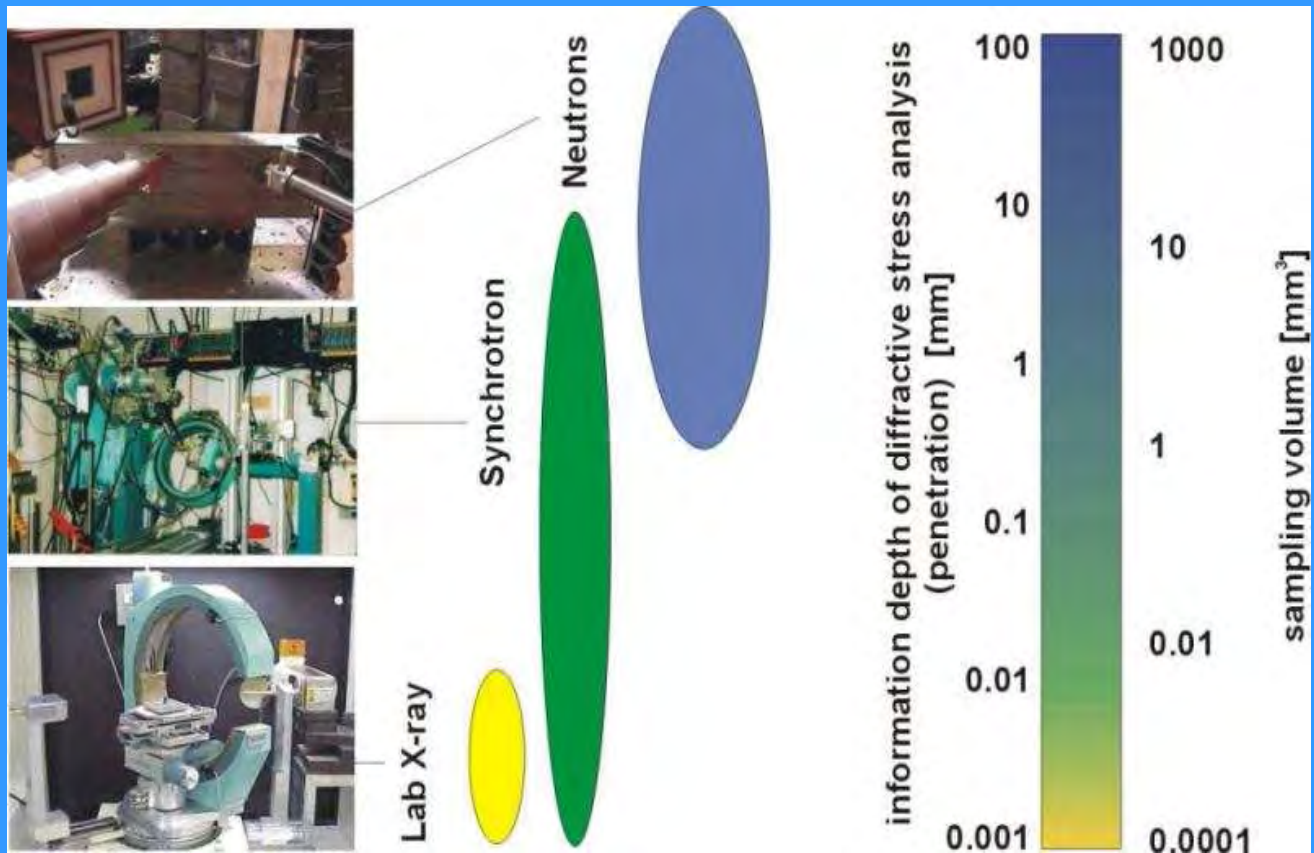 Neutrons
Synchrotron
Lab X-ray
information depth of diffractive stress analysis
(penetration) [mm]
100
10
1
0.1
0.01
0.001
1000
10
1
0.01
0.0001
sampling volume [mm³]